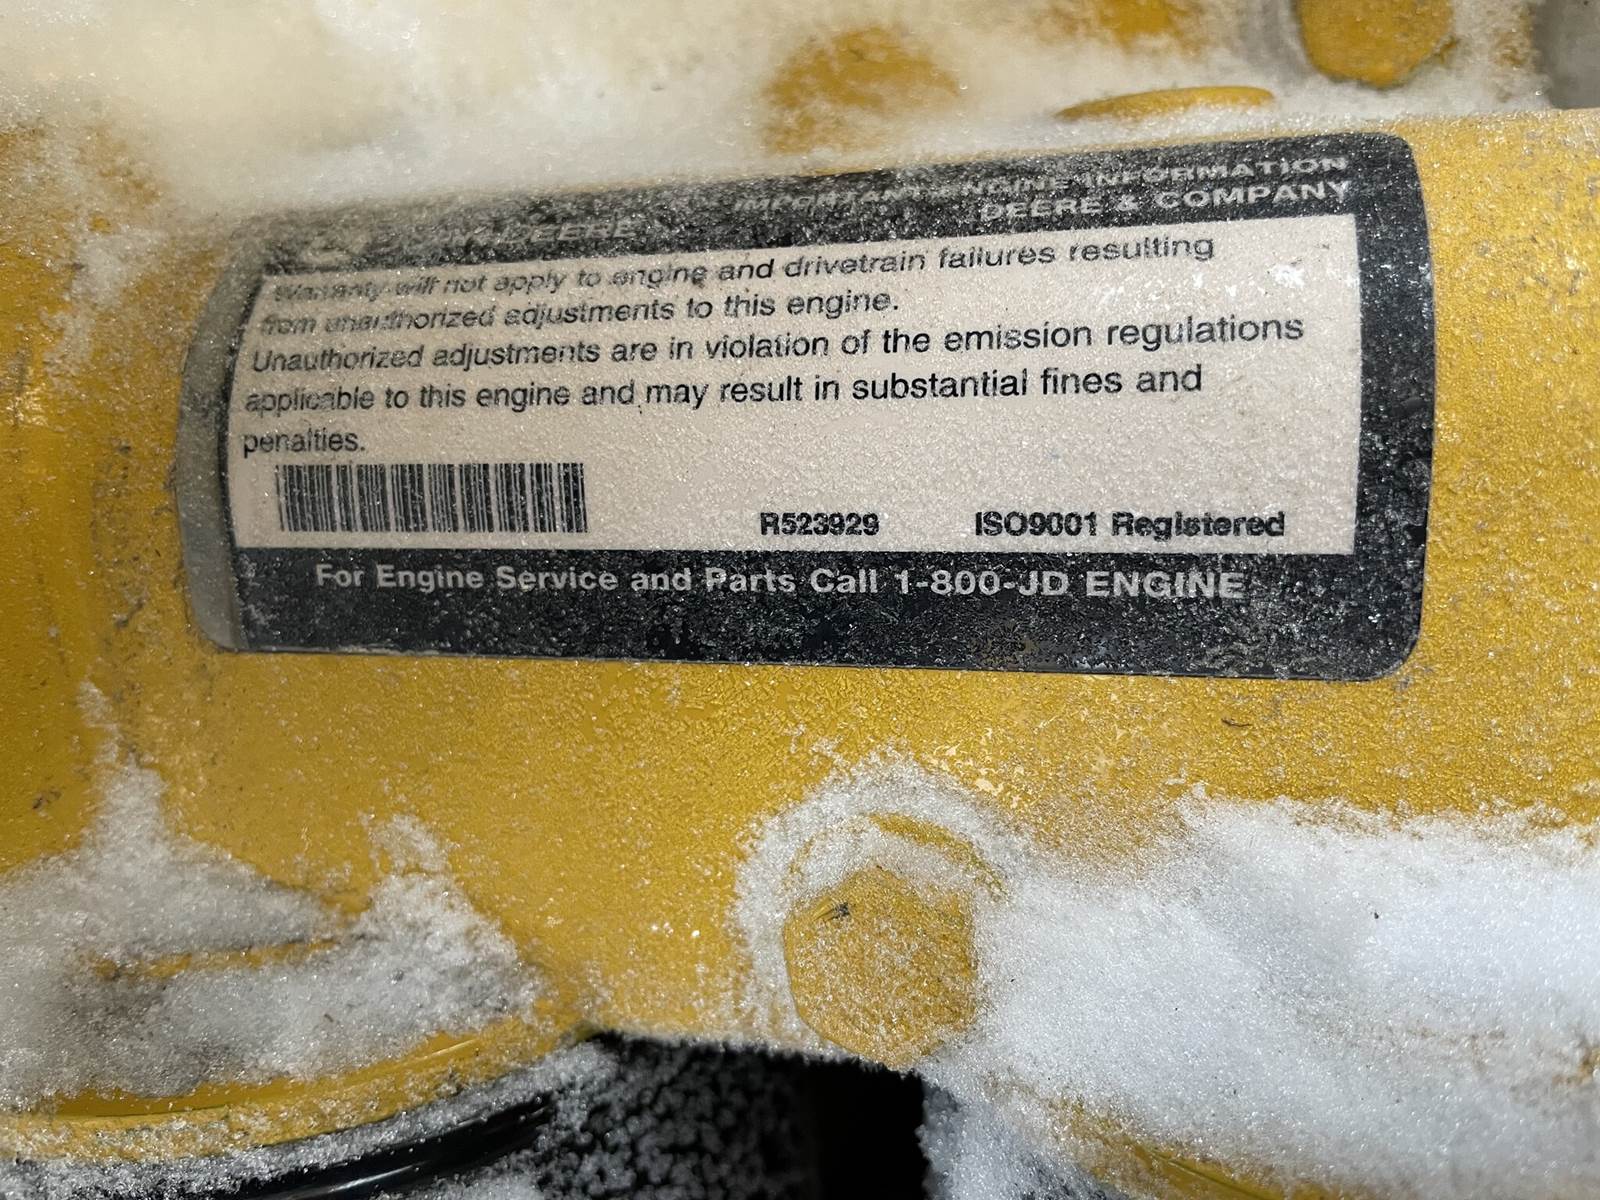 IMPORTANT ENGINE INFORMATION
JOHN DEERE
DEERE & COMPANY
Warranty will not apply to engine and drivetrain failures resulting
from unauthorized adjustments to this engine.
Unauthorized adjustments are in violation of the emission regulations
applicable to this engine and may result in substantial fines and
penalties.
R523929 ISO9001 Registered
For Engine Service and Parts Call 1-800-JD ENGINE